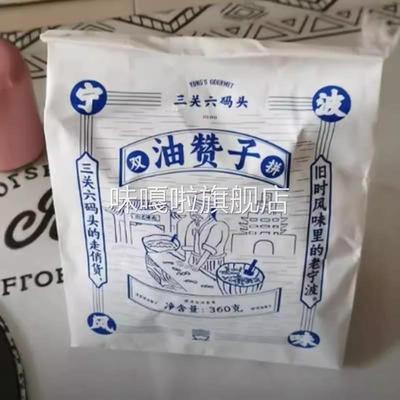 YONG'S GOURMET
三关六码头
宁
波
双
油赞子
拼
三关六码头的走俏货
旧时风味里的老宁波。
味嘎啦旗舰店
净含量：360克
风
味